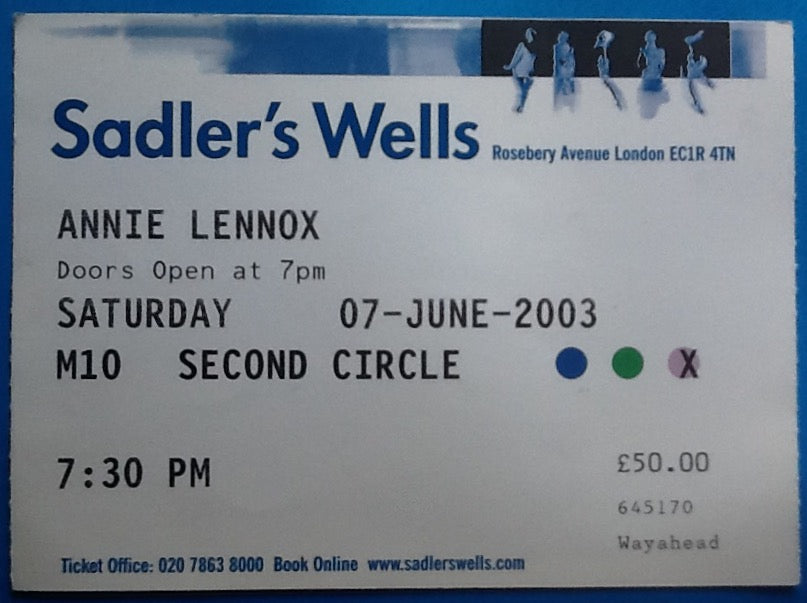 Sadler's Wells Rosebery Avenue London EC1R 4TN
ANNIE LENNOX
Doors Open at 7pm
SATURDAY 07-JUNE-2003
M10 SECOND CIRCLE X
7:30 PM £50.00
645170
Wayahead
Ticket Office: 020 7863 8000 Book Online www.sadlerswells.com